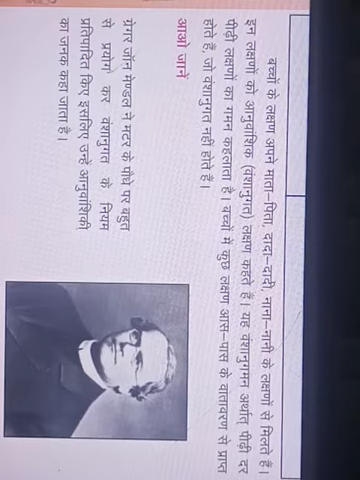 बच्चों के लक्षण अपने माता–पिता, दादा–दादी, नाना–नानी के लक्षणों से मिलते हैं।
इन लक्षणों को आनुवांशिक (वंशानुगत) लक्षण कहते हैं। यह वंशानुगमन अर्थात् पीढ़ी दर
पीढ़ी लक्षणों का गमन कहलाता है। बच्चों में कुछ लक्षण आस–पास के वातावरण से प्राप्त
होते हैं, जो वंशानुगत नहीं होते हैं।
आओ जानें
ग्रेगर जॉन मेण्डल ने मटर के पौधे पर बहुत
से प्रयोग कर वंशानुगत के नियम
प्रतिपादित किए इसलिए उन्हें आनुवांशिकी
का जनक कहा जाता है।